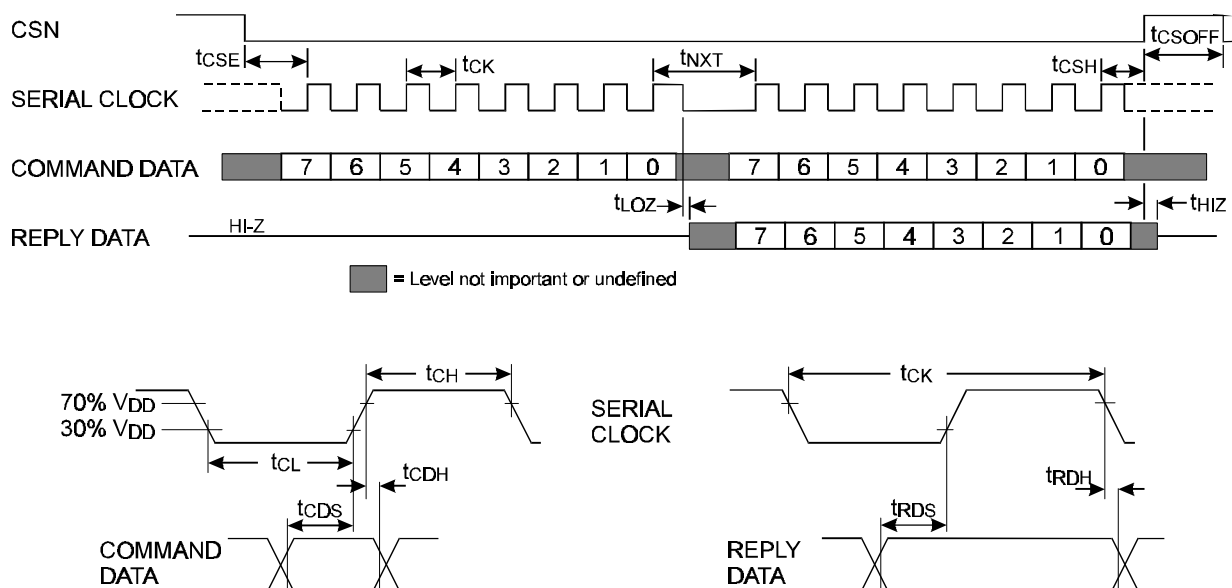 CSN
tCSOFF
tCSE
tCK
tNXT
tCSH
SERIAL CLOCK
COMMAND DATA
7 6 5 4 3 2 1 0
7 6 5 4 3 2 1 0
tLOZ
tHIZ
REPLY DATA
HI-Z
7 6 5 4 3 2 1 0
= Level not important or undefined
tCH
tCK
70% VDD
30% VDD
SERIAL
CLOCK
tCL
tCDH
tRDH
tCDS
tRDS
COMMAND
DATA
REPLY
DATA